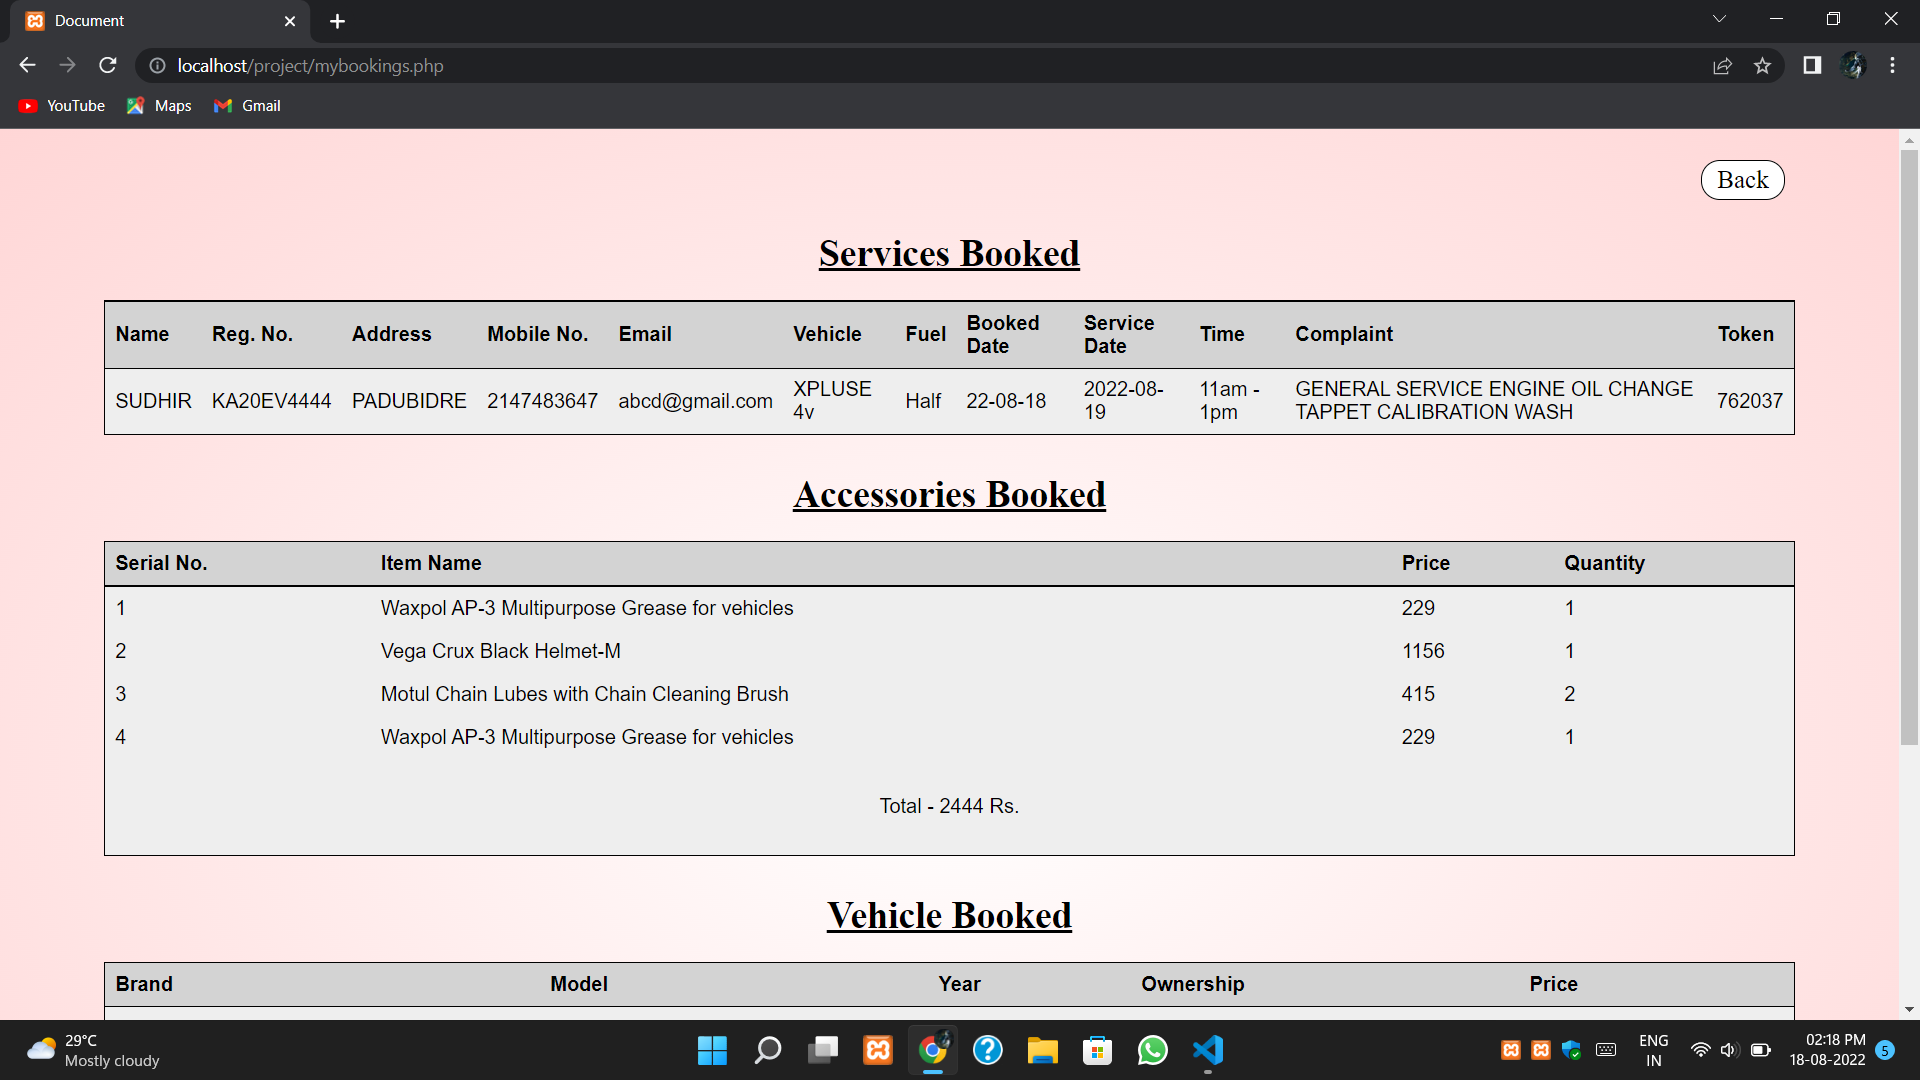 Document
localhost/project/mybookings.php
YouTube Maps Gmail
Back
Services Booked
Name Reg. No. Address Mobile No. Email Vehicle Fuel Booked Date Service Date Time Complaint Token
SUDHIR KA20EV4444 PADUBIDRE 2147483647 abcd@gmail.com XPLUSE 4v Half 22-08-18 2022-08-19 11am - 1pm GENERAL SERVICE ENGINE OIL CHANGE TAPPET CALIBRATION WASH 762037
Accessories Booked
Serial No. Item Name Price Quantity
1 Waxpol AP-3 Multipurpose Grease for vehicles 229 1
2 Vega Crux Black Helmet-M 1156 1
3 Motul Chain Lubes with Chain Cleaning Brush 415 2
4 Waxpol AP-3 Multipurpose Grease for vehicles 229 1
Total - 2444 Rs.
Vehicle Booked
Brand Model Year Ownership Price
29°C
Mostly cloudy
ENG
IN
02:18 PM
18-08-2022
5